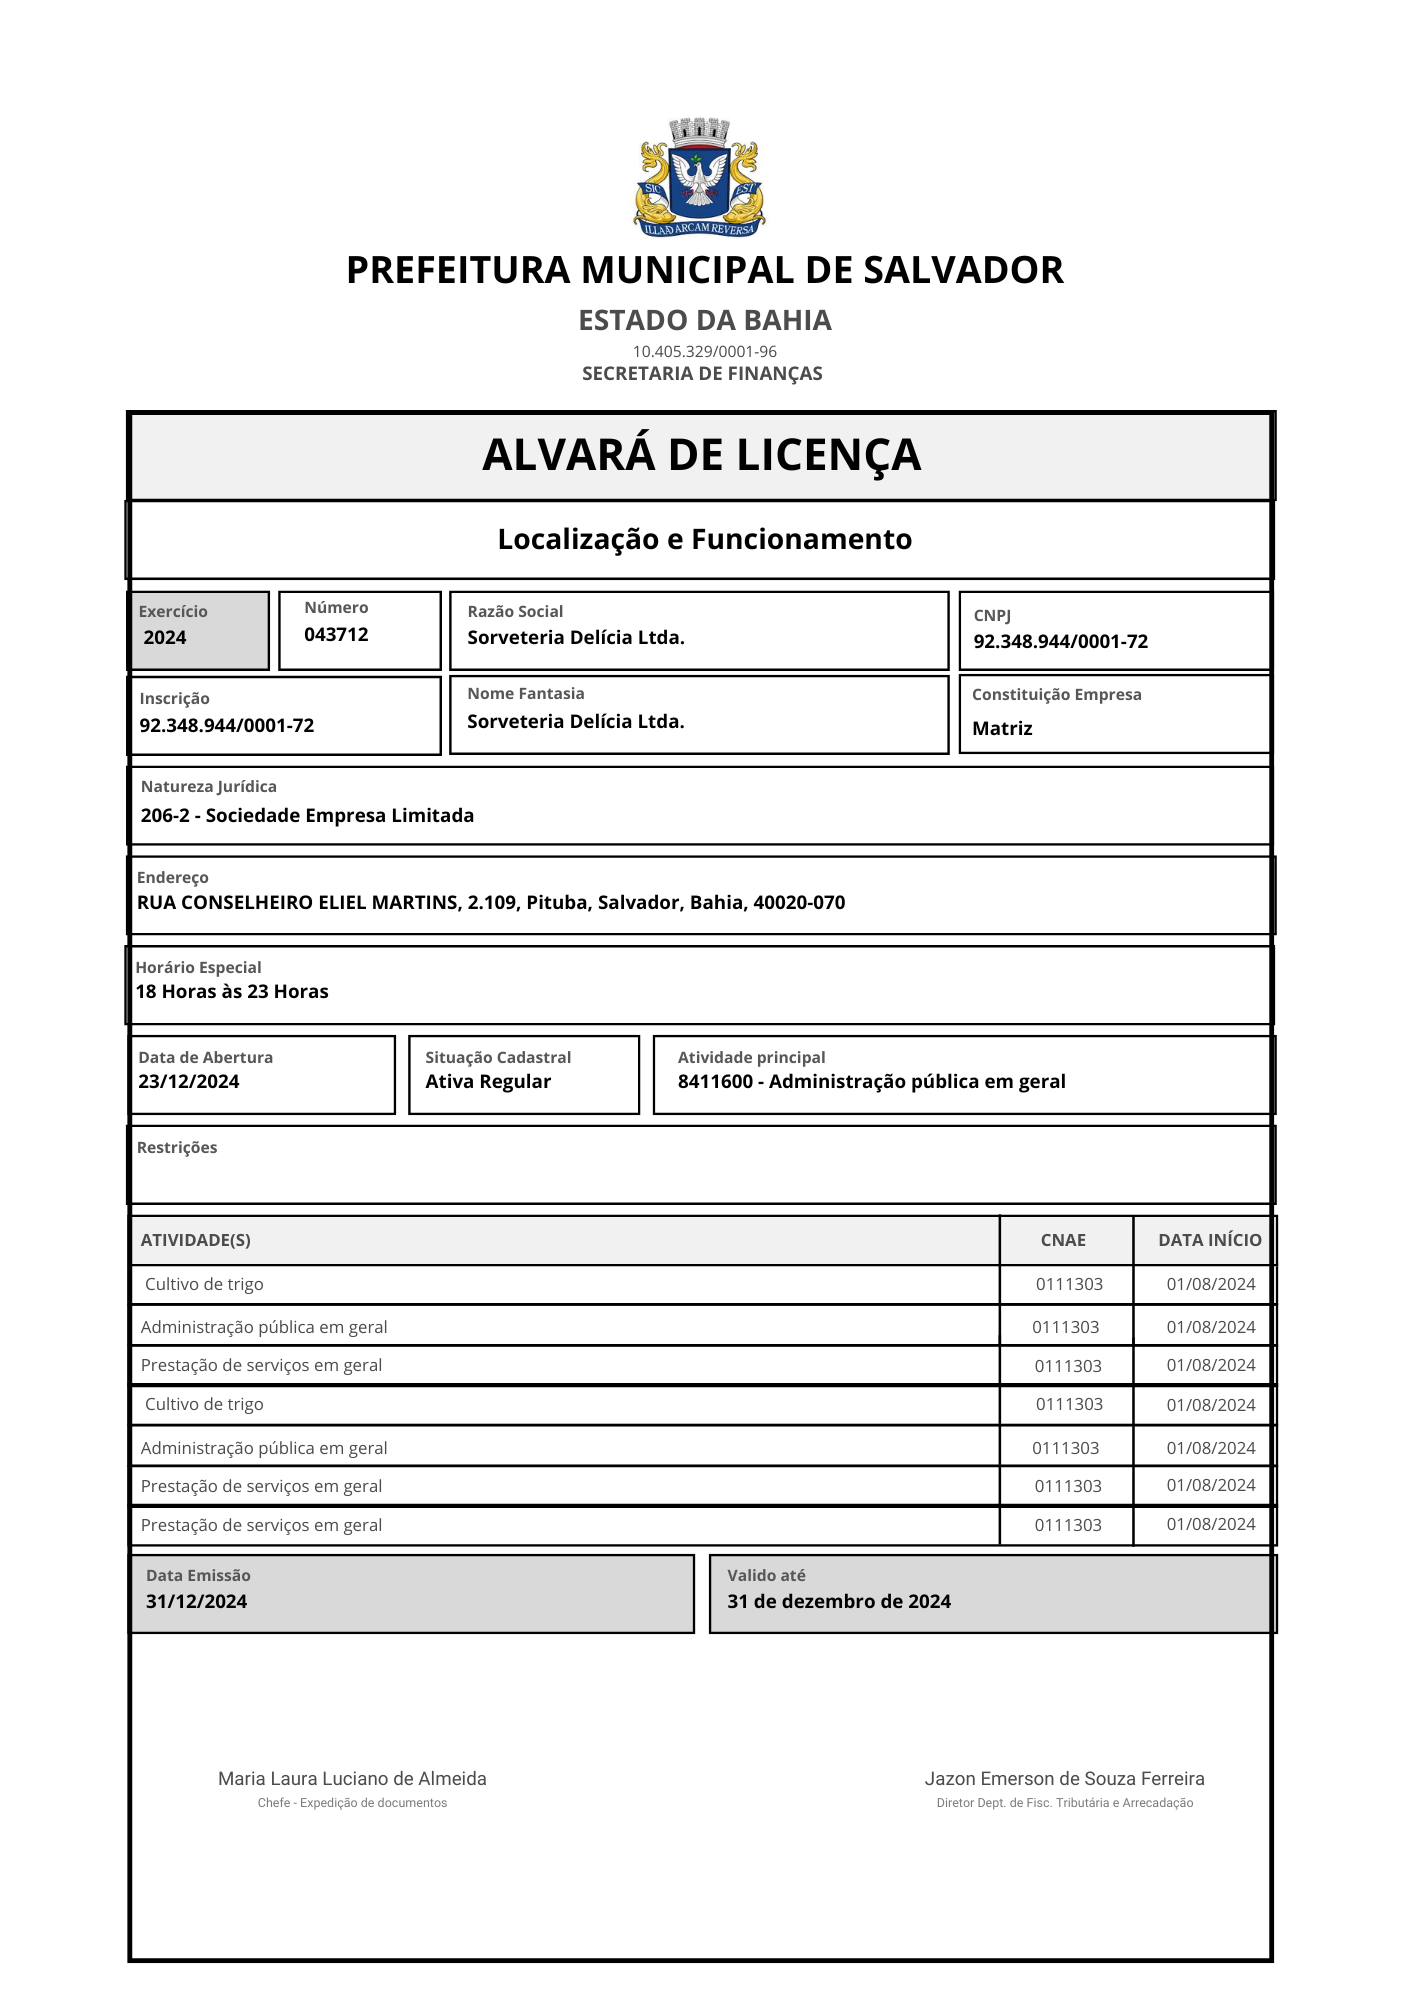 SIC EST
ILLA AD ARCAM REVERSA
PREFEITURA MUNICIPAL DE SALVADOR
ESTADO DA BAHIA
10.405.329/0001-96
SECRETARIA DE FINANÇAS
ALVARÁ DE LICENÇA
Localização e Funcionamento
Exercício
2024
Número
043712
Razão Social
Sorveteria Delícia Ltda.
CNPJ
92.348.944/0001-72
Inscrição
92.348.944/0001-72
Nome Fantasia
Sorveteria Delícia Ltda.
Constituição Empresa
Matriz
Natureza Jurídica
206-2 - Sociedade Empresa Limitada
Endereço
RUA CONSELHEIRO ELIEL MARTINS, 2.109, Pituba, Salvador, Bahia, 40020-070
Horário Especial
18 Horas às 23 Horas
Data de Abertura
23/12/2024
Situação Cadastral
Ativa Regular
Atividade principal
8411600 - Administração pública em geral
Restrições
ATIVIDADE(S) CNAE DATA INÍCIO
Cultivo de trigo 0111303 01/08/2024
Administração pública em geral 0111303 01/08/2024
Prestação de serviços em geral 0111303 01/08/2024
Cultivo de trigo 0111303 01/08/2024
Administração pública em geral 0111303 01/08/2024
Prestação de serviços em geral 0111303 01/08/2024
Prestação de serviços em geral 0111303 01/08/2024
Data Emissão
31/12/2024
Valido até
31 de dezembro de 2024
Maria Laura Luciano de Almeida
Chefe - Expedição de documentos
Jazon Emerson de Souza Ferreira
Diretor Dept. de Fisc. Tributária e Arrecadação